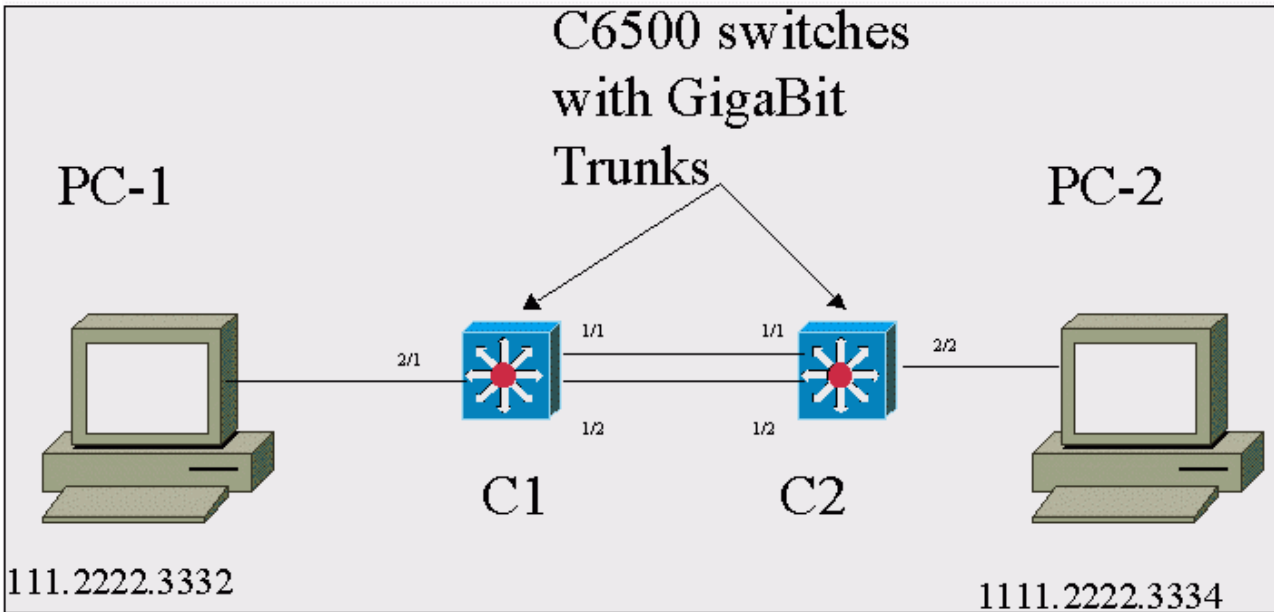 C6500 switches
with GigaBit
Trunks
PC-1
PC-2
2/1
1/1
1/1
2/2
1/2
1/2
C1
C2
111.2222.3332
1111.2222.3334